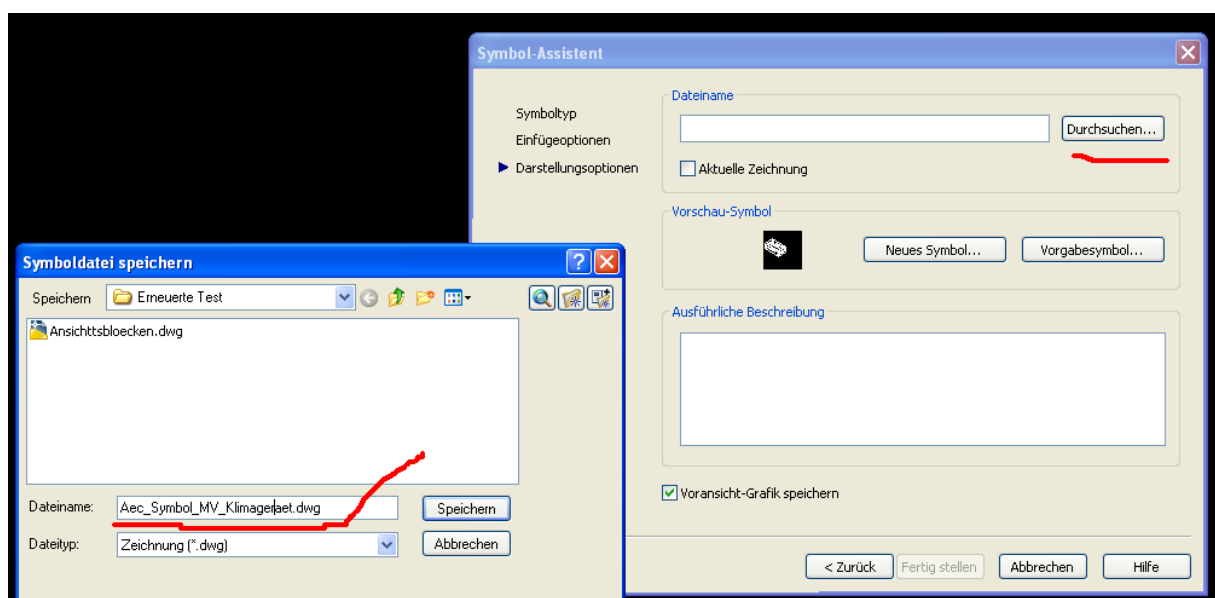 Symbol-Assistent
Symboltyp
Einfügeoptionen
Darstellungsoptionen
Dateiname
Durchsuchen...
Aktuelle Zeichnung
Vorschau-Symbol
Neues Symbol...
Vorgabesymbol...
Ausführliche Beschreibung
Voransicht-Grafik speichern
< Zurück
Fertig stellen
Abbrechen
Hilfe
Symboldatei speichern
Speichern
Erneuerte Test
Ansichttsbloecken.dwg
Dateiname:
Aec_Symbol_MV_Klimageraet.dwg
Speichern
Dateityp:
Zeichnung (*.dwg)
Abbrechen